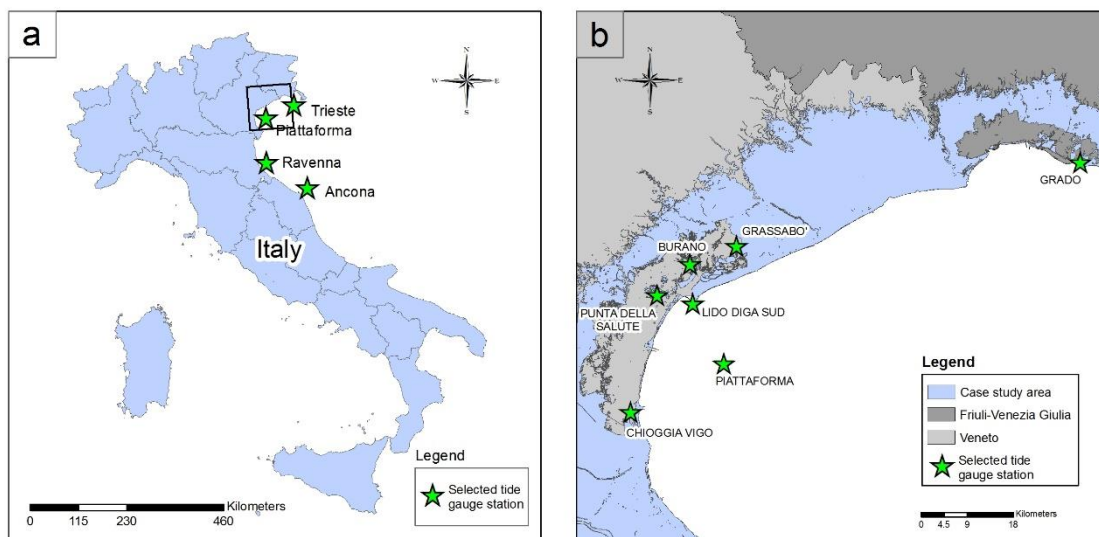 a
N
W
E
S
Trieste
Piattaforma
Ravenna
Ancona
Italy
Legend
Selected tide
gauge station
Kilometers
0 115 230 460
b
N
W
E
S
GRADO
GRASSABO'
BURANO
PUNTA DELLA
SALUTE
LIDO DIGA SUD
PIATTAFORMA
CHIOGGIA VIGO
Legend
Case study area
Friuli-Venezia Giulia
Veneto
Selected tide
gauge station
Kilometers
0 4.5 9 18